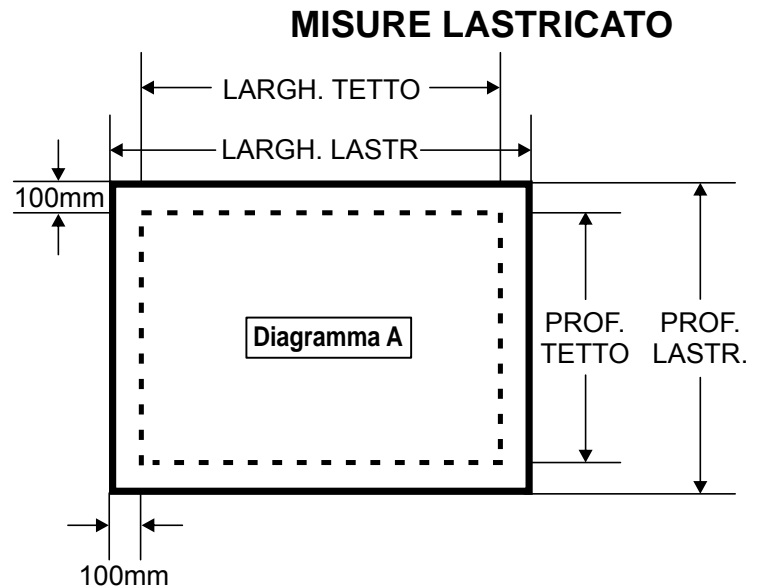 MISURE LASTRICATO
LARGH. TETTO
LARGH. LASTR
100mm
Diagramma A
PROF.
TETTO
PROF.
LASTR.
100mm